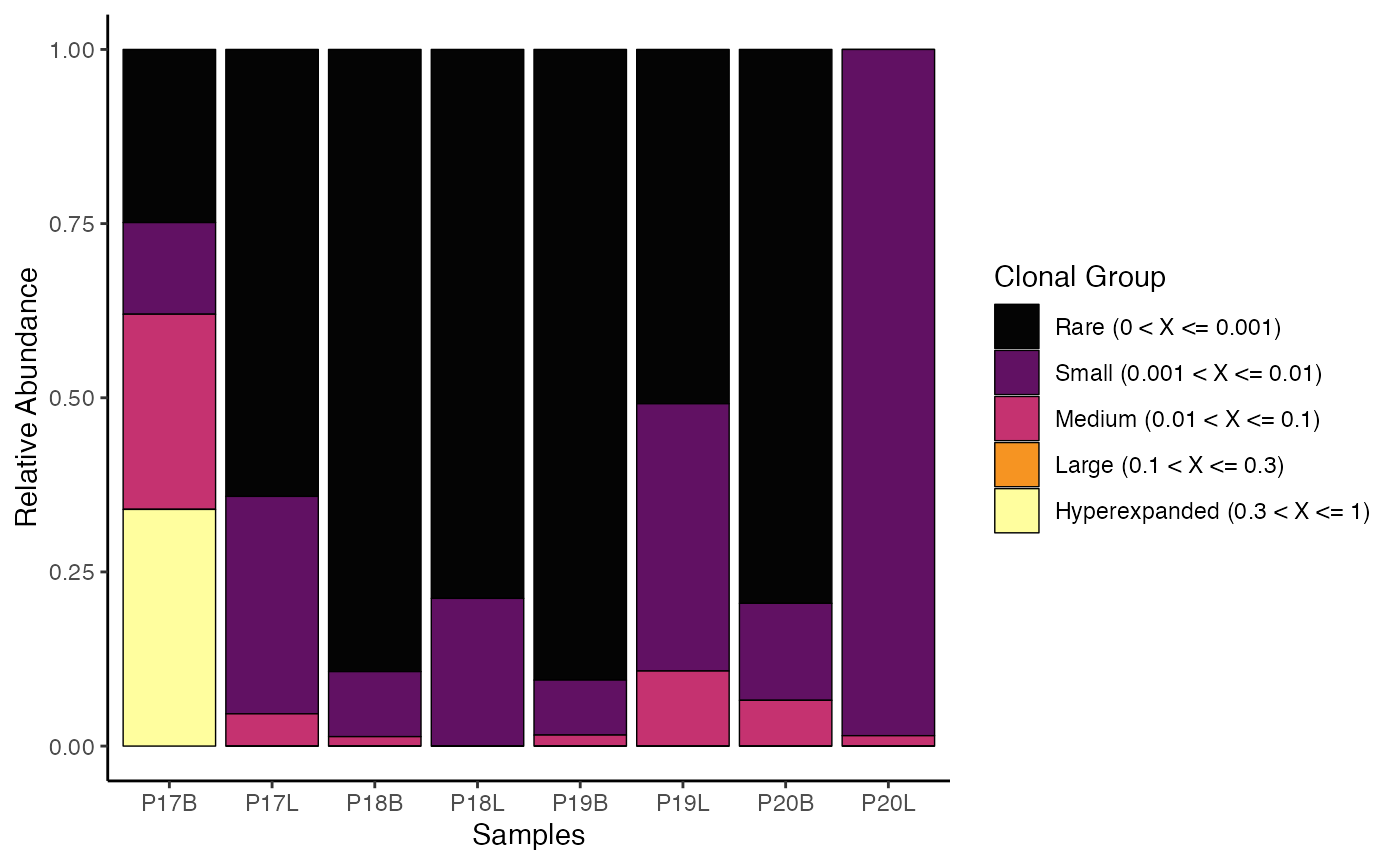 Relative Abundance
1.00
0.75
0.50
0.25
0.00
P17B P17L P18B P18L P19B P19L P20B P20L
Samples
Clonal Group
Rare (0 < X <= 0.001)
Small (0.001 < X <= 0.01)
Medium (0.01 < X <= 0.1)
Large (0.1 < X <= 0.3)
Hyperexpanded (0.3 < X <= 1)